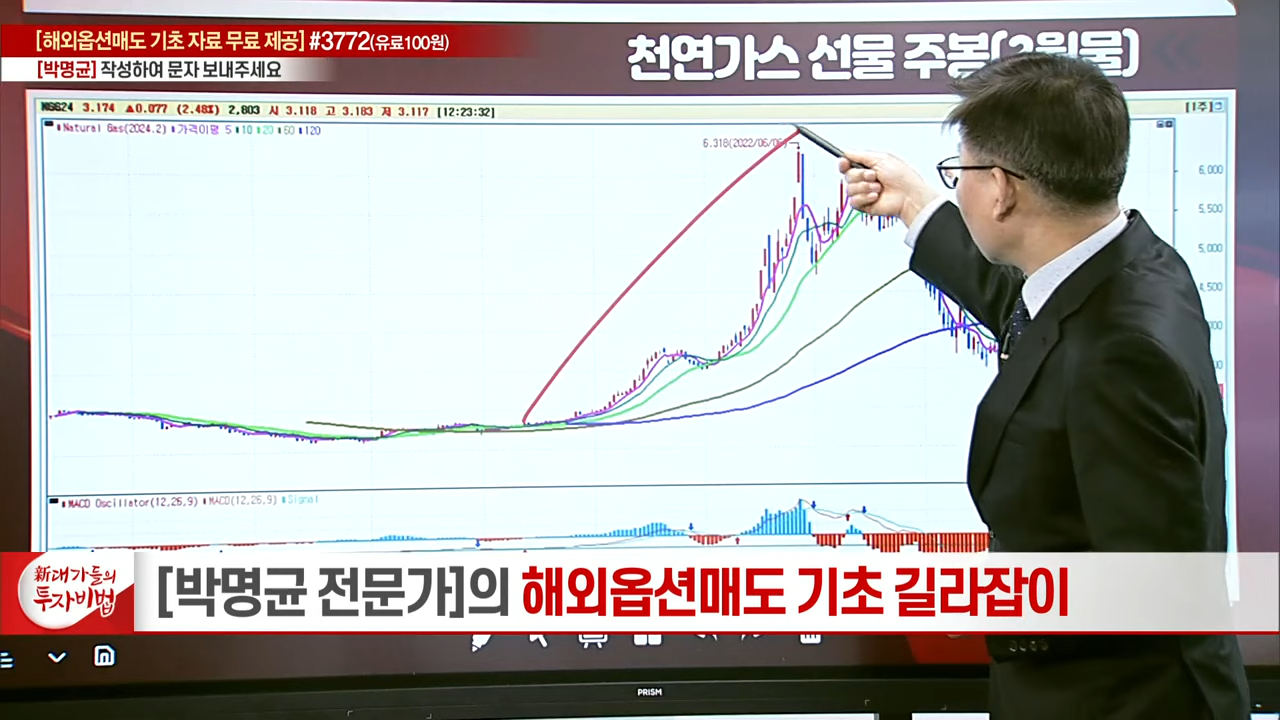 [해외옵션매도 기초 자료 무료 제공] #3772(유료100원)
[박명균] 작성하여 문자 보내주세요
천연가스 선물 주봉(2월물)
NGG24 3.174 ▲0.077 (2.48%) 2,803 시 3.118 고 3.183 저 3.117 [12:23:32]
[1주]
Natural Gas(2024.2) 가격이평 5 10 20 60 120
6.318(2022/06/06)
6,000
5,500
5,000
4,500
MACD Oscillator(12,26,9) MACD(12,26,9) Signal
新대가들의
투자비법
[박명균 전문가]의 해외옵션매도 기초 길라잡이
PRISM